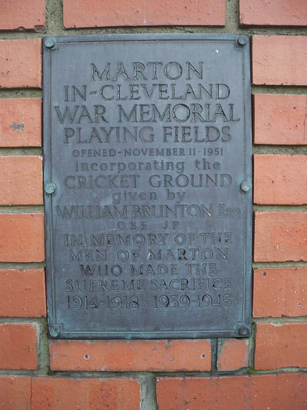 MARTON
IN-CLEVELAND
WAR MEMORIAL
PLAYING FIELDS
OPENED-NOVEMBER 11-1951
incorporating the
CRICKET GROUND
given by
WILLIAM BRUNTON Esq
O.B.E J.P
IN MEMORY OF THE
MEN OF MARTON
WHO MADE THE
SUPREME SACRIFICE
1914-1918 1939-1945